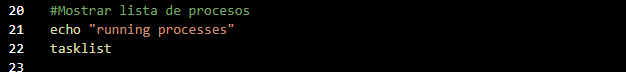 20 #Mostrar lista de procesos
21 echo "running processes"
22 tasklist
23